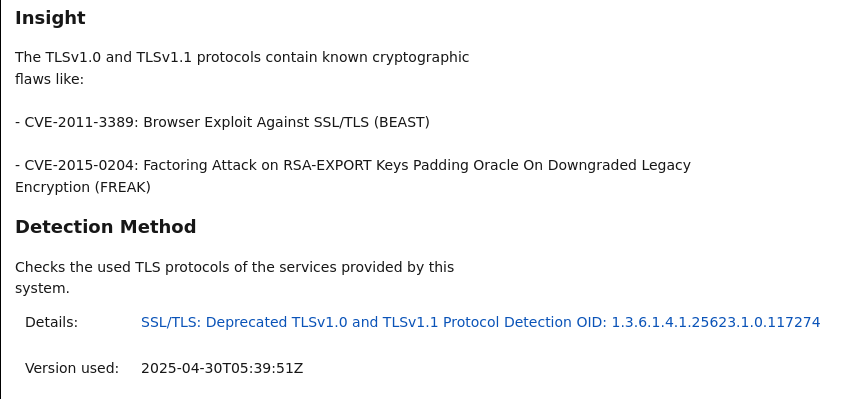 Insight
The TLSv1.0 and TLSv1.1 protocols contain known cryptographic
flaws like:
- CVE-2011-3389: Browser Exploit Against SSL/TLS (BEAST)
- CVE-2015-0204: Factoring Attack on RSA-EXPORT Keys Padding Oracle On Downgraded Legacy
Encryption (FREAK)
Detection Method
Checks the used TLS protocols of the services provided by this
system.
Details: SSL/TLS: Deprecated TLSv1.0 and TLSv1.1 Protocol Detection OID: 1.3.6.1.4.1.25623.1.0.117274
Version used: 2025-04-30T05:39:51Z